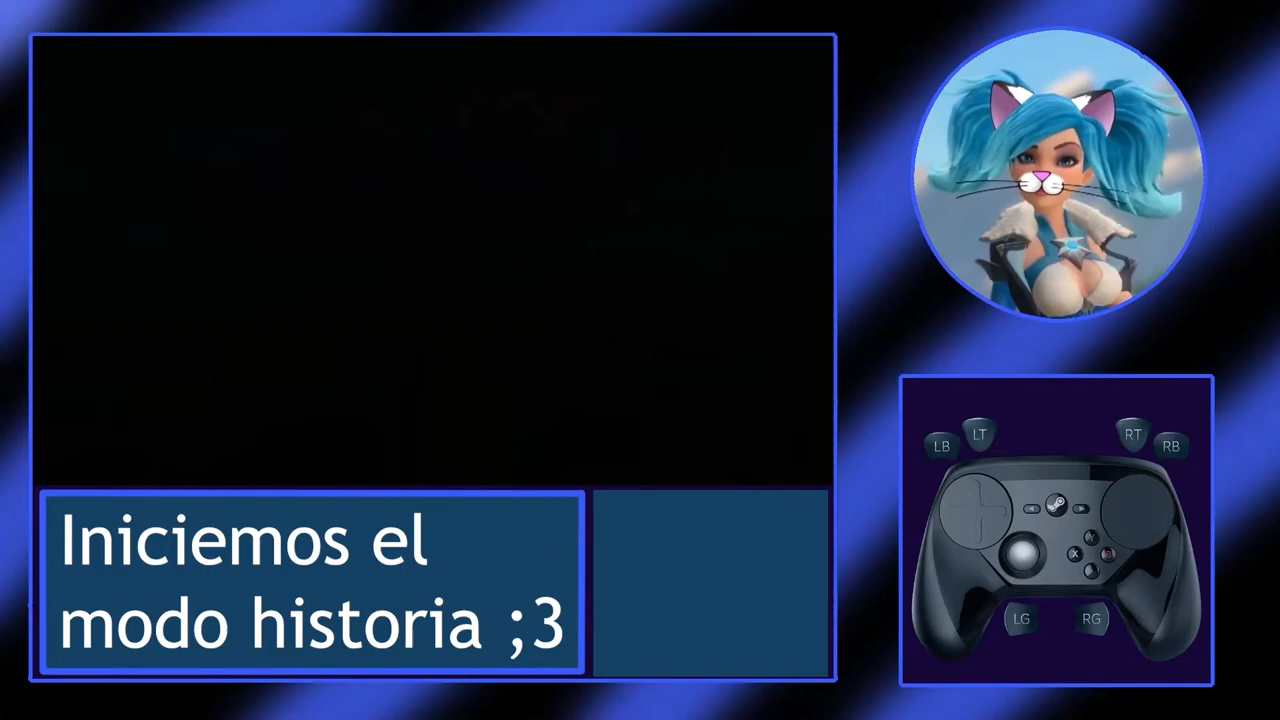 Iniciemos el
modo historia ;3
LB
LT
RT
RB
Y
X
B
LG
RG